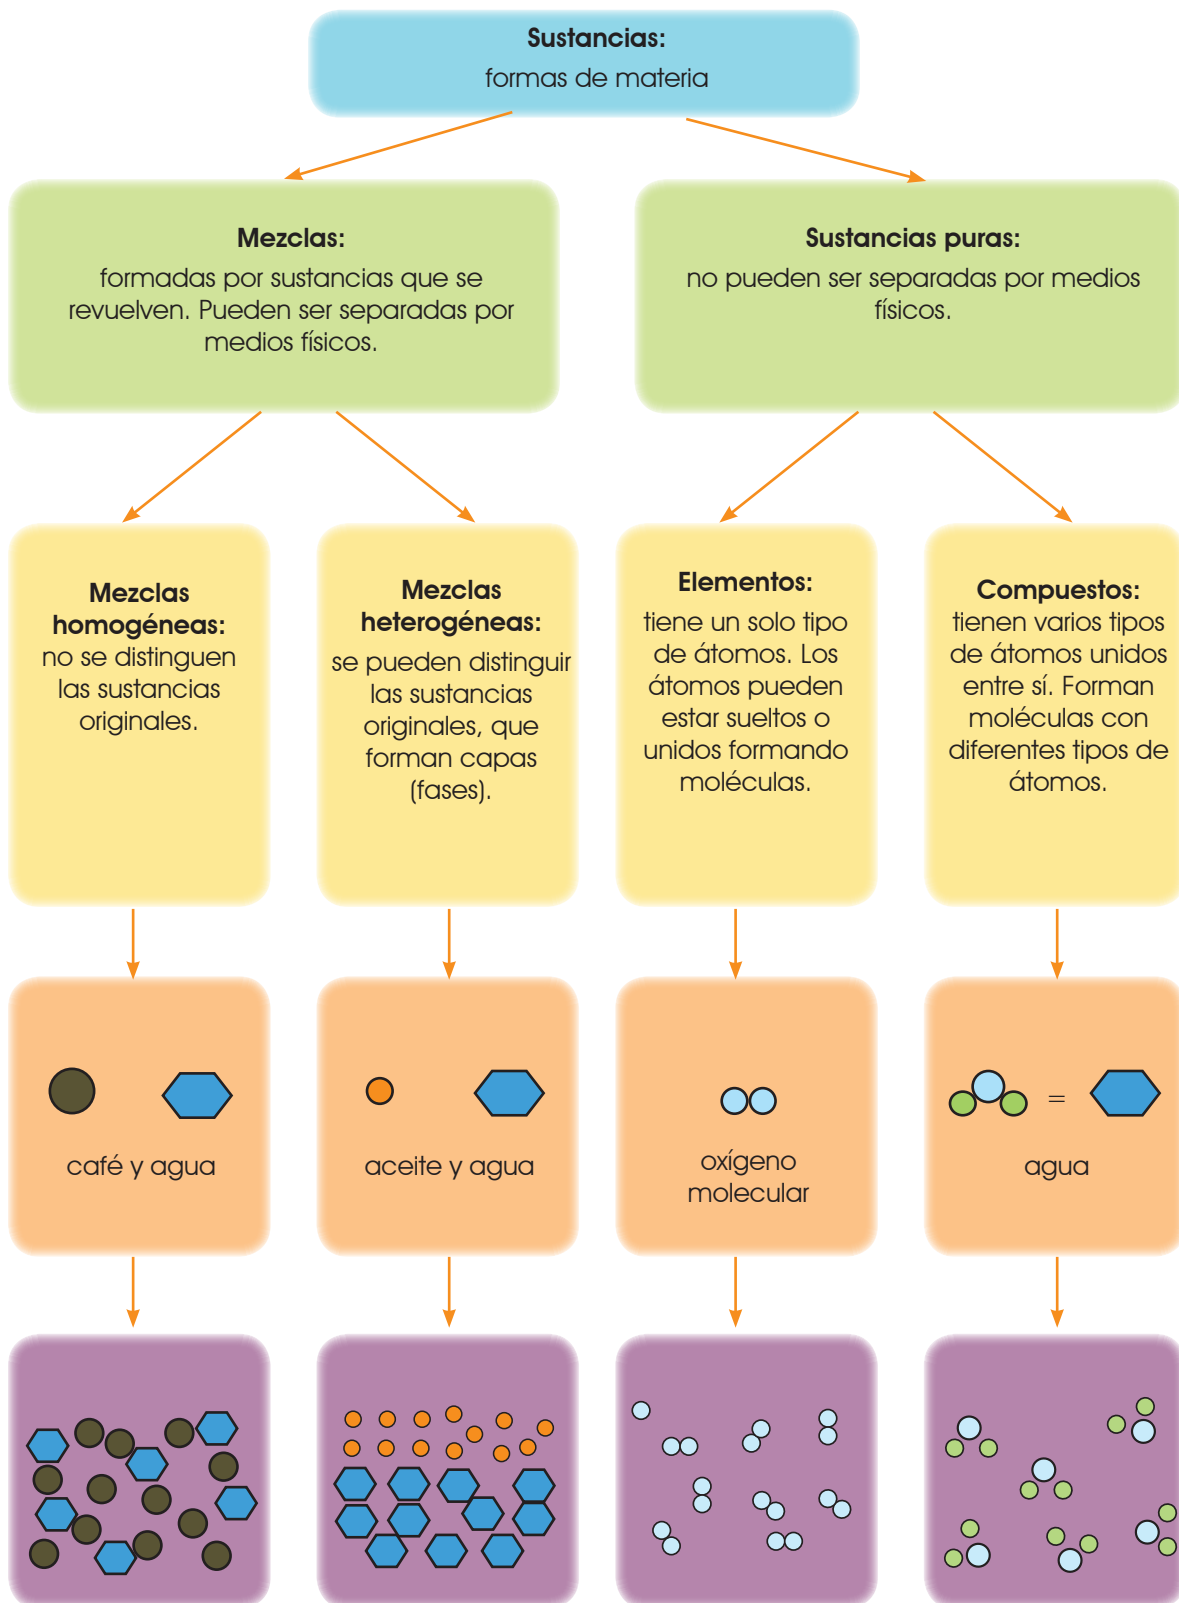 Sustancias:
formas de materia
Mezclas:
formadas por sustancias que se
revuelven. Pueden ser separadas por
medios físicos.
Sustancias puras:
no pueden ser separadas por medios
físicos.
Mezclas
homogéneas:
no se distinguen
las sustancias
originales.
Mezclas
heterogéneas:
se pueden distinguir
las sustancias
originales, que
forman capas
(fases).
Elementos:
tiene un solo tipo
de átomos. Los
átomos pueden
estar sueltos o
unidos formando
moléculas.
Compuestos:
tienen varios tipos
de átomos unidos
entre sí. Forman
moléculas con
diferentes tipos de
átomos.
café y agua
aceite y agua
oxígeno
molecular
=
agua